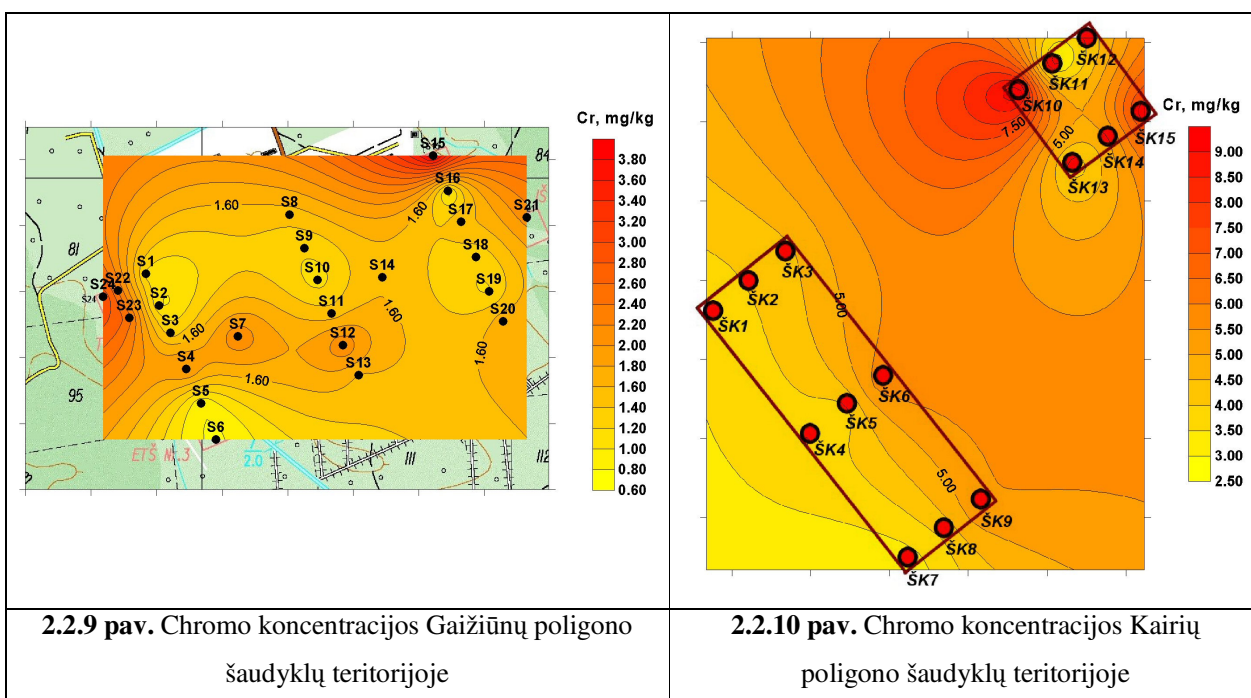 Cr, mg/kg
3.80
3.60
3.40
3.20
3.00
2.80
2.60
2.40
2.20
2.00
1.80
1.60
1.40
1.20
1.00
0.80
0.60
S15
84
S16
S21
S8
1.60
1.60
S17
81
S9
S18
S1
S22
S10
S14
S24
S24
S2
S19
S23
S11
S3
1.60
S7
S12
1.60
S20
S4
1.60
S13
1.60
95
S5
S6
ETŠ Nr.3
7
2.0
III
112
ŠK12
ŠK11
ŠK10
7.50
5.00
ŠK15
ŠK14
ŠK13
Cr, mg/kg
9.00
8.50
8.00
7.50
7.00
6.50
6.00
5.50
5.00
4.50
4.00
3.50
3.00
2.50
ŠK3
ŠK2
ŠK1
5.00
ŠK6
ŠK5
ŠK4
5.00
ŠK9
ŠK8
ŠK7
2.2.9 pav. Chromo koncentracijos Gaižiūnų poligono
šaudyklų teritorijoje
2.2.10 pav. Chromo koncentracijos Kairių
poligono šaudyklų teritorijoje